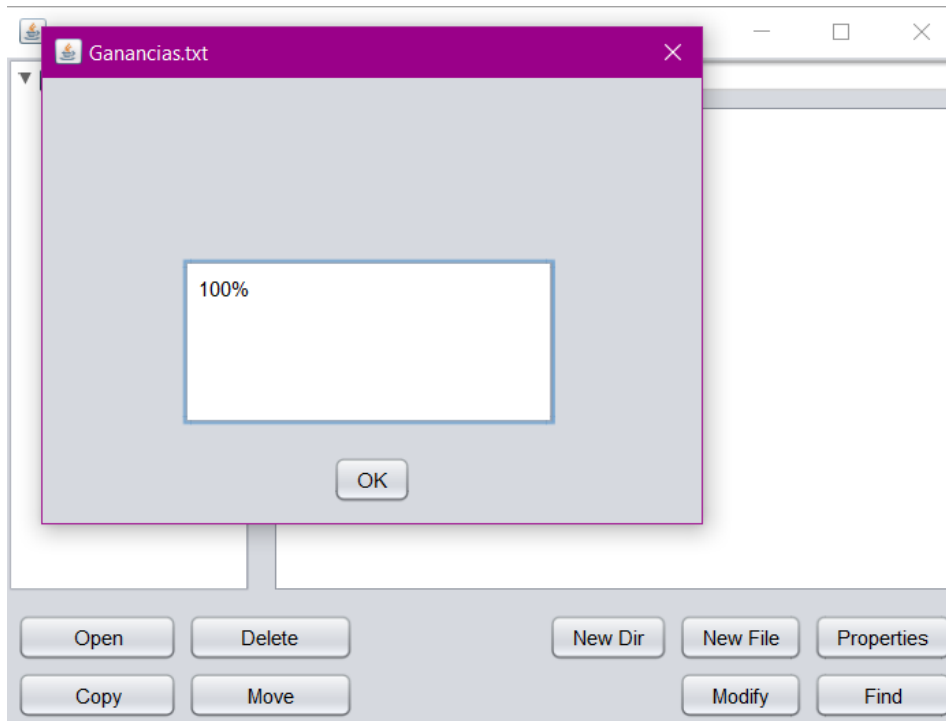 Ganancias.txt
100%
OK
Open Delete New Dir New File Properties
Copy Move Modify Find